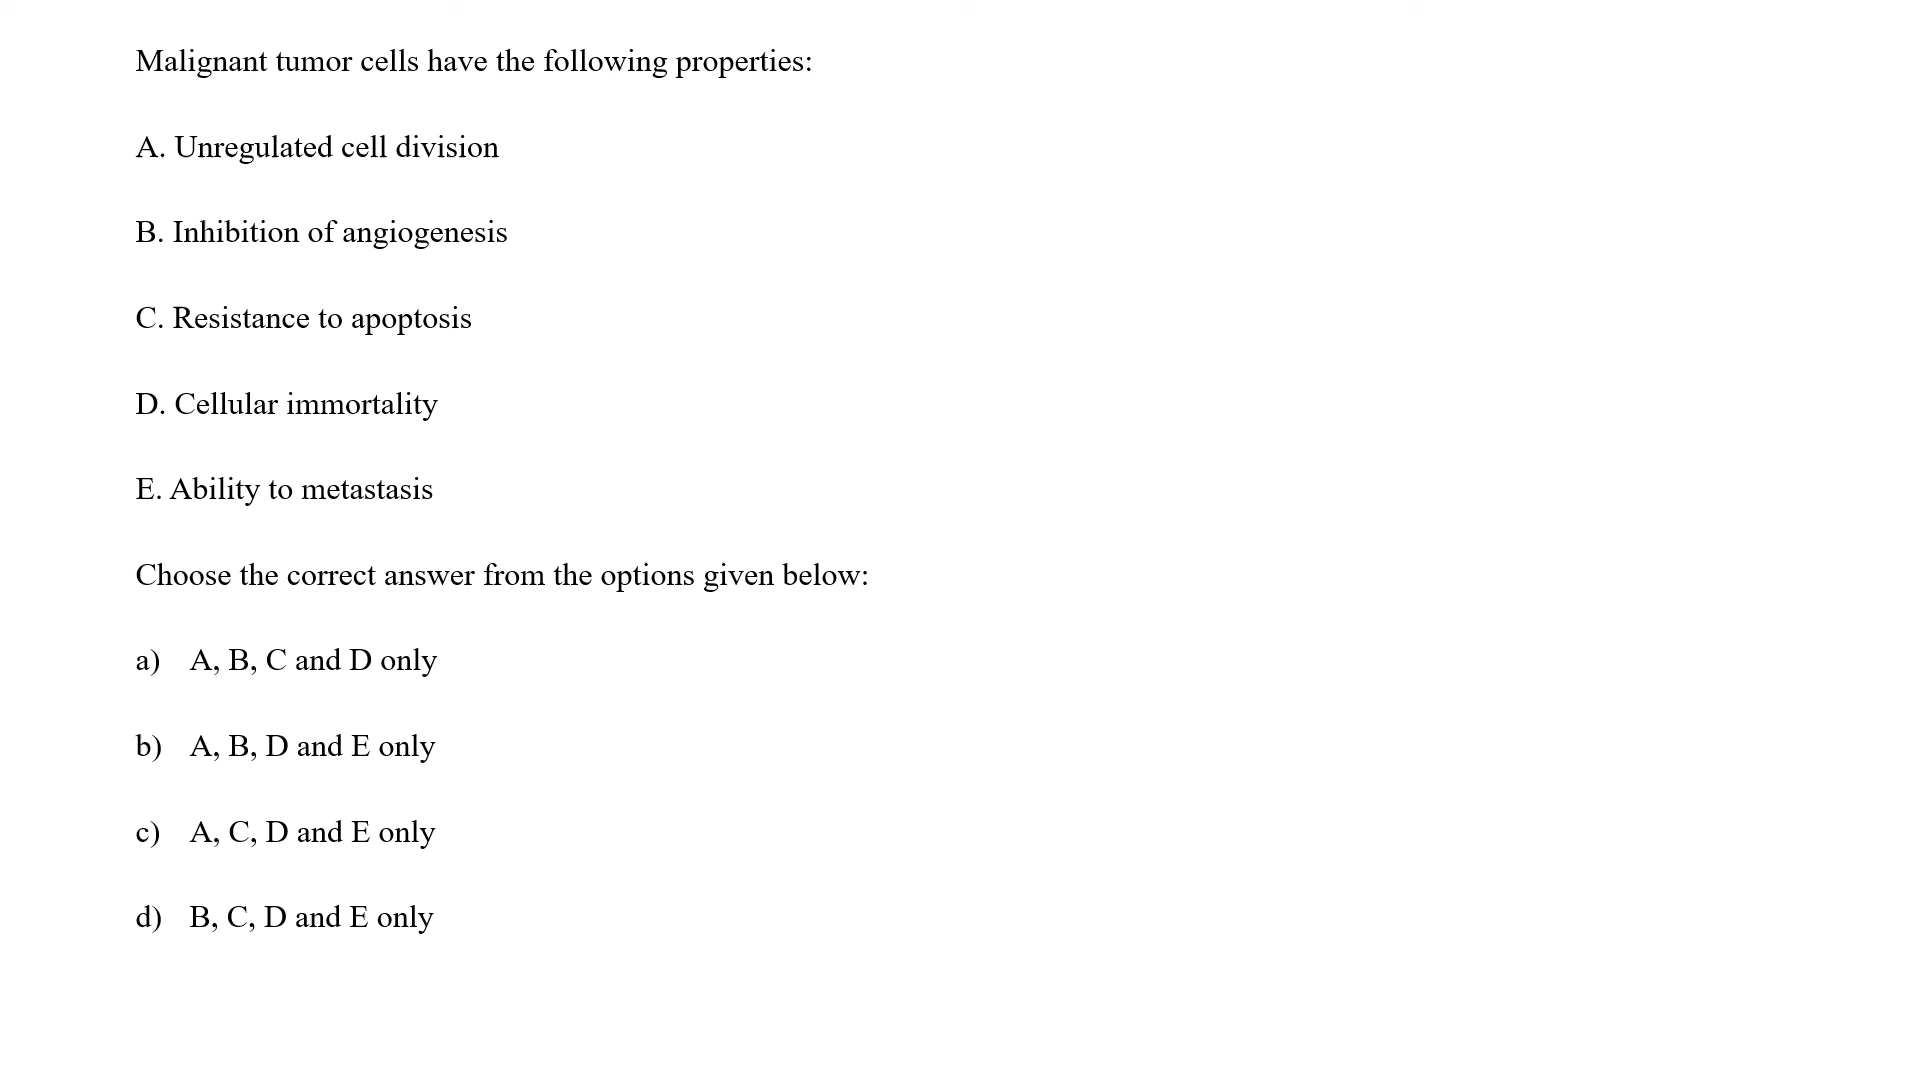 Malignant tumor cells have the following properties:
A. Unregulated cell division
B. Inhibition of angiogenesis
C. Resistance to apoptosis
D. Cellular immortality
E. Ability to metastasis
Choose the correct answer from the options given below:
a) A, B, C and D only
b) A, B, D and E only
c) A, C, D and E only
d) B, C, D and E only